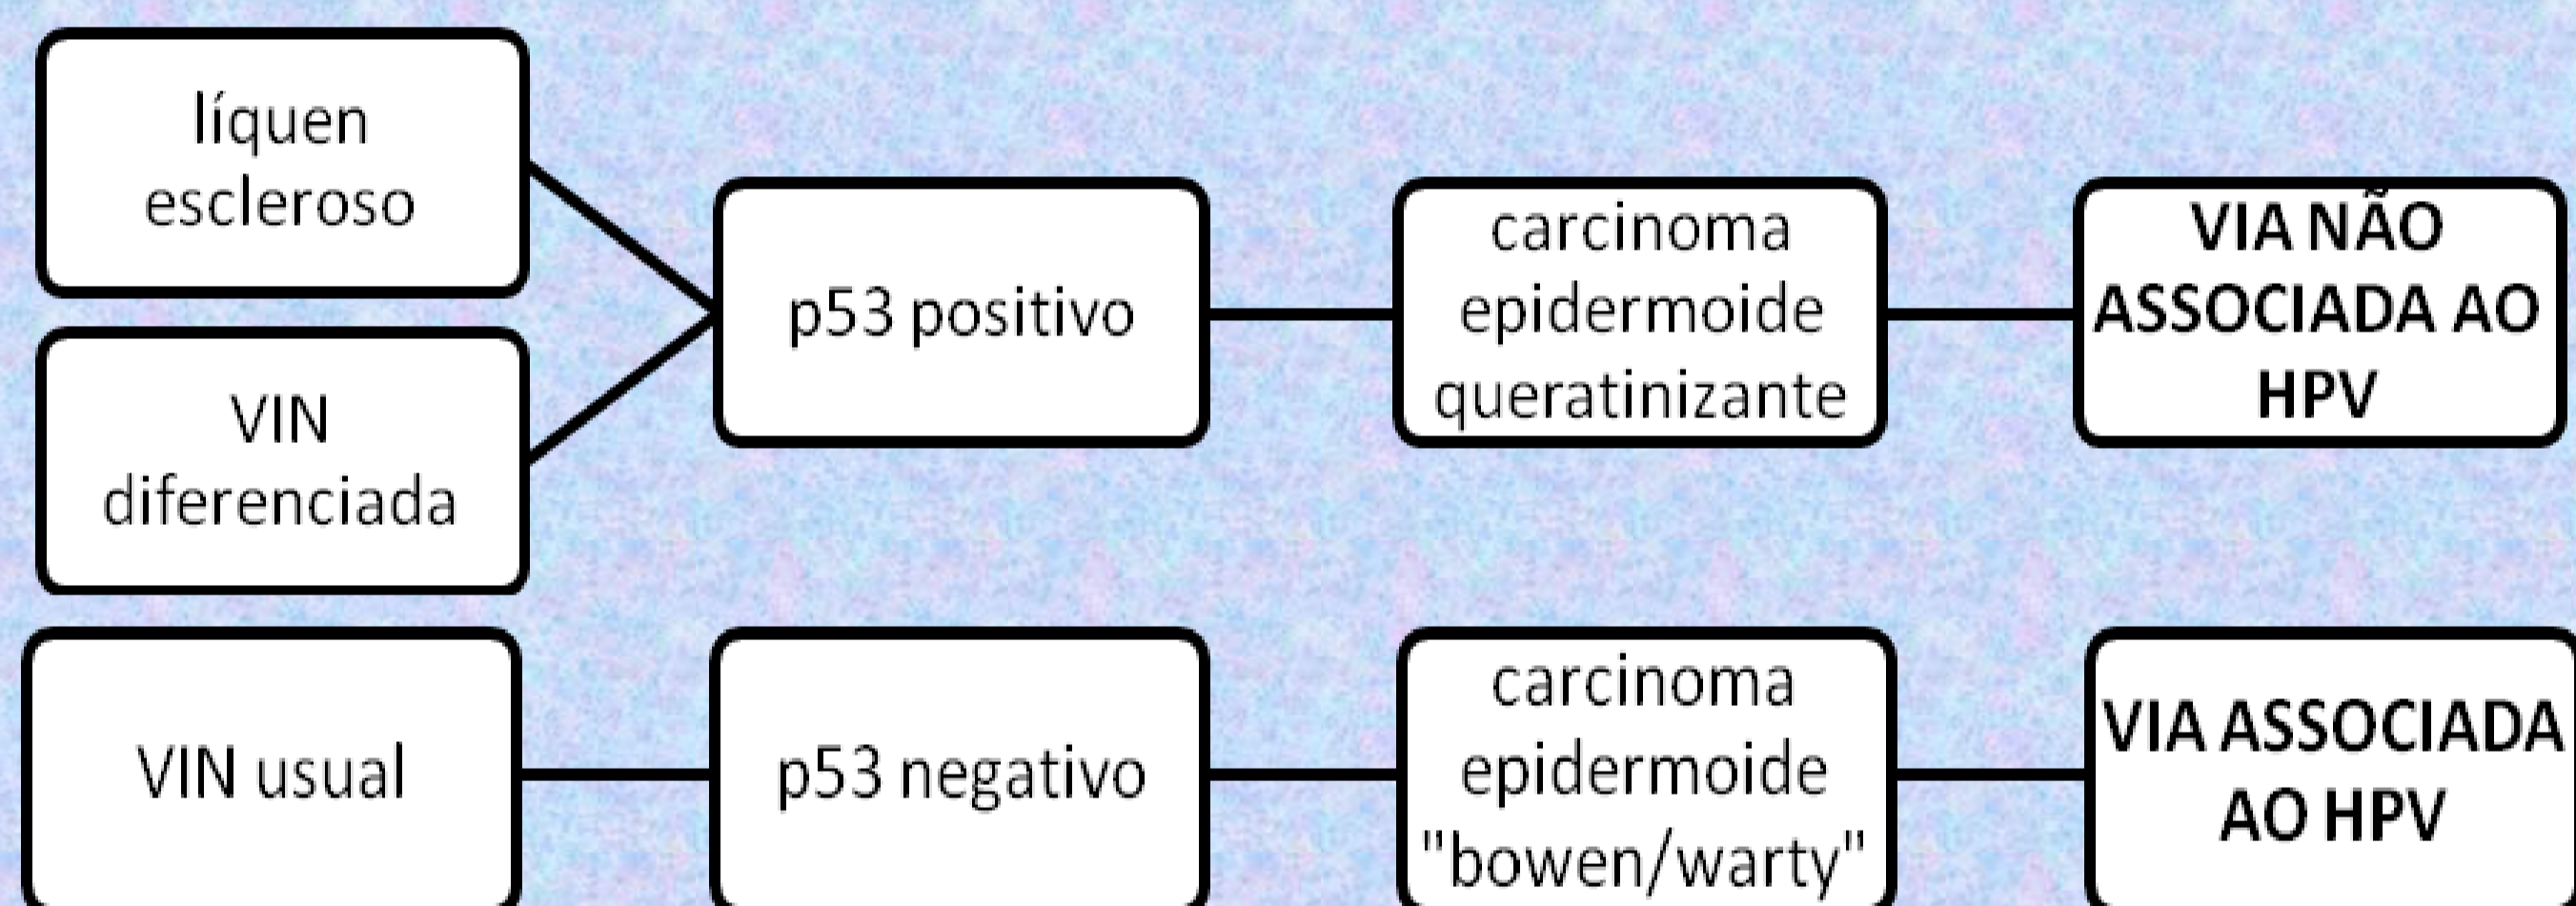 líquen
escleroso
VIN
diferenciada
p53 positivo
carcinoma
epidermoide
queratinizante
VIA NÃO
ASSOCIADA AO
HPV
VIN usual
p53 negativo
carcinoma
epidermoide
"bowen/warty"
VIA ASSOCIADA
AO HPV